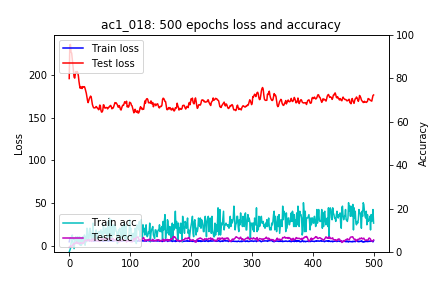 ac1_018: 500 epochs loss and accuracy
Train loss
Test loss
Train acc
Test acc
Loss
Accuracy
200
150
100
50
0
100
80
60
40
20
0
0 100 200 300 400 500